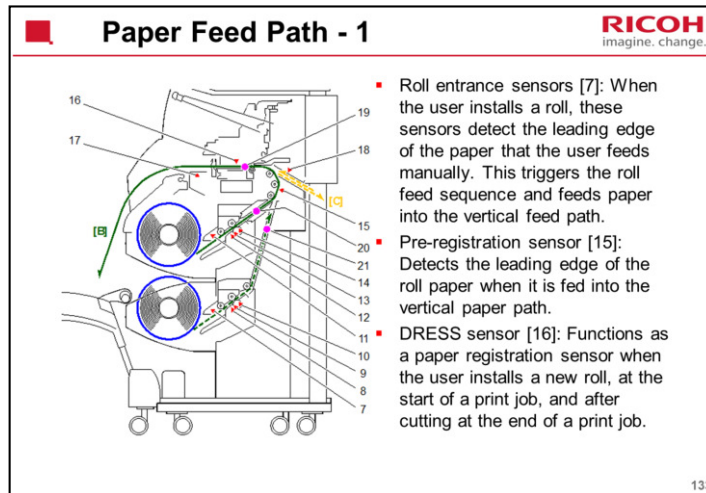 Paper Feed Path - 1
RICOH
imagine. change.
16
17
19
18
[C]
[B]
15
20
21
14
13
12
11
10
9
8
7
▪ Roll entrance sensors [7]: When
the user installs a roll, these
sensors detect the leading edge
of the paper that the user feeds
manually. This triggers the roll
feed sequence and feeds paper
into the vertical feed path.
▪ Pre-registration sensor [15]:
Detects the leading edge of the
roll paper when it is fed into the
vertical paper path.
▪ DRESS sensor [16]: Functions as
a paper registration sensor when
the user installs a new roll, at the
start of a print job, and after
cutting at the end of a print job.